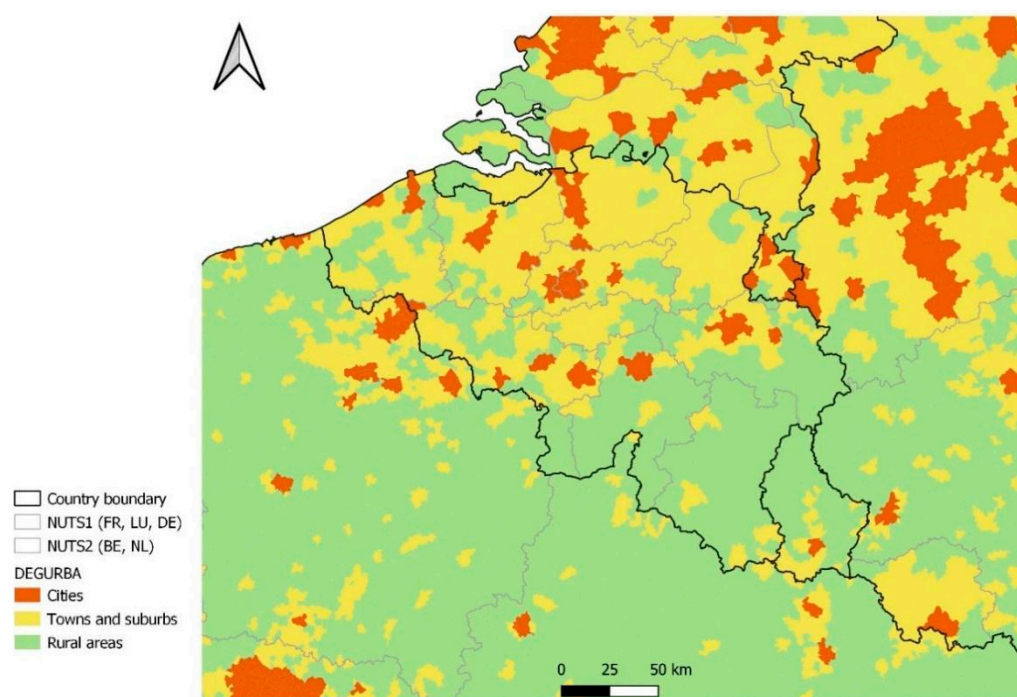 Country boundary
NUTS1 (FR, LU, DE)
NUTS2 (BE, NL)
DEGURBA
Cities
Towns and suburbs
Rural areas
0 25 50 km